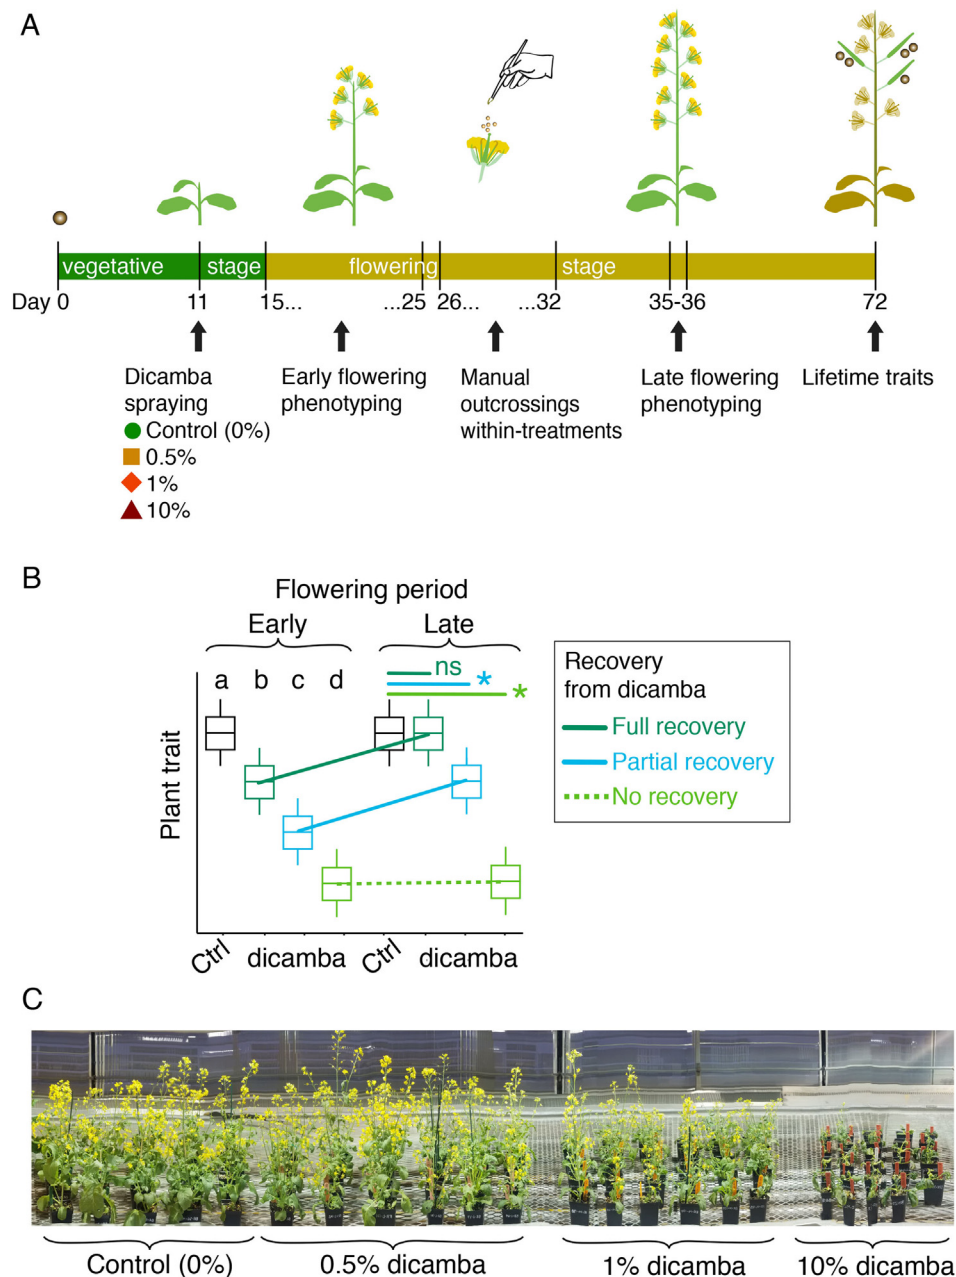 A
vegetative stage flowering stage
Day 0 11 15... ...25 26... ...32 35-36 72
Dicamba
spraying
Control (0%)
0.5%
1%
10%
Early flowering
phenotyping
Manual
outcrossings
within-treatments
Late flowering
phenotyping
Lifetime traits
B
Flowering period
Early Late
a b c d ns
*
*
Plant trait
Ctrl dicamba Ctrl dicamba
Recovery
from dicamba
Full recovery
Partial recovery
No recovery
C
Control (0%) 0.5% dicamba 1% dicamba 10% dicamba